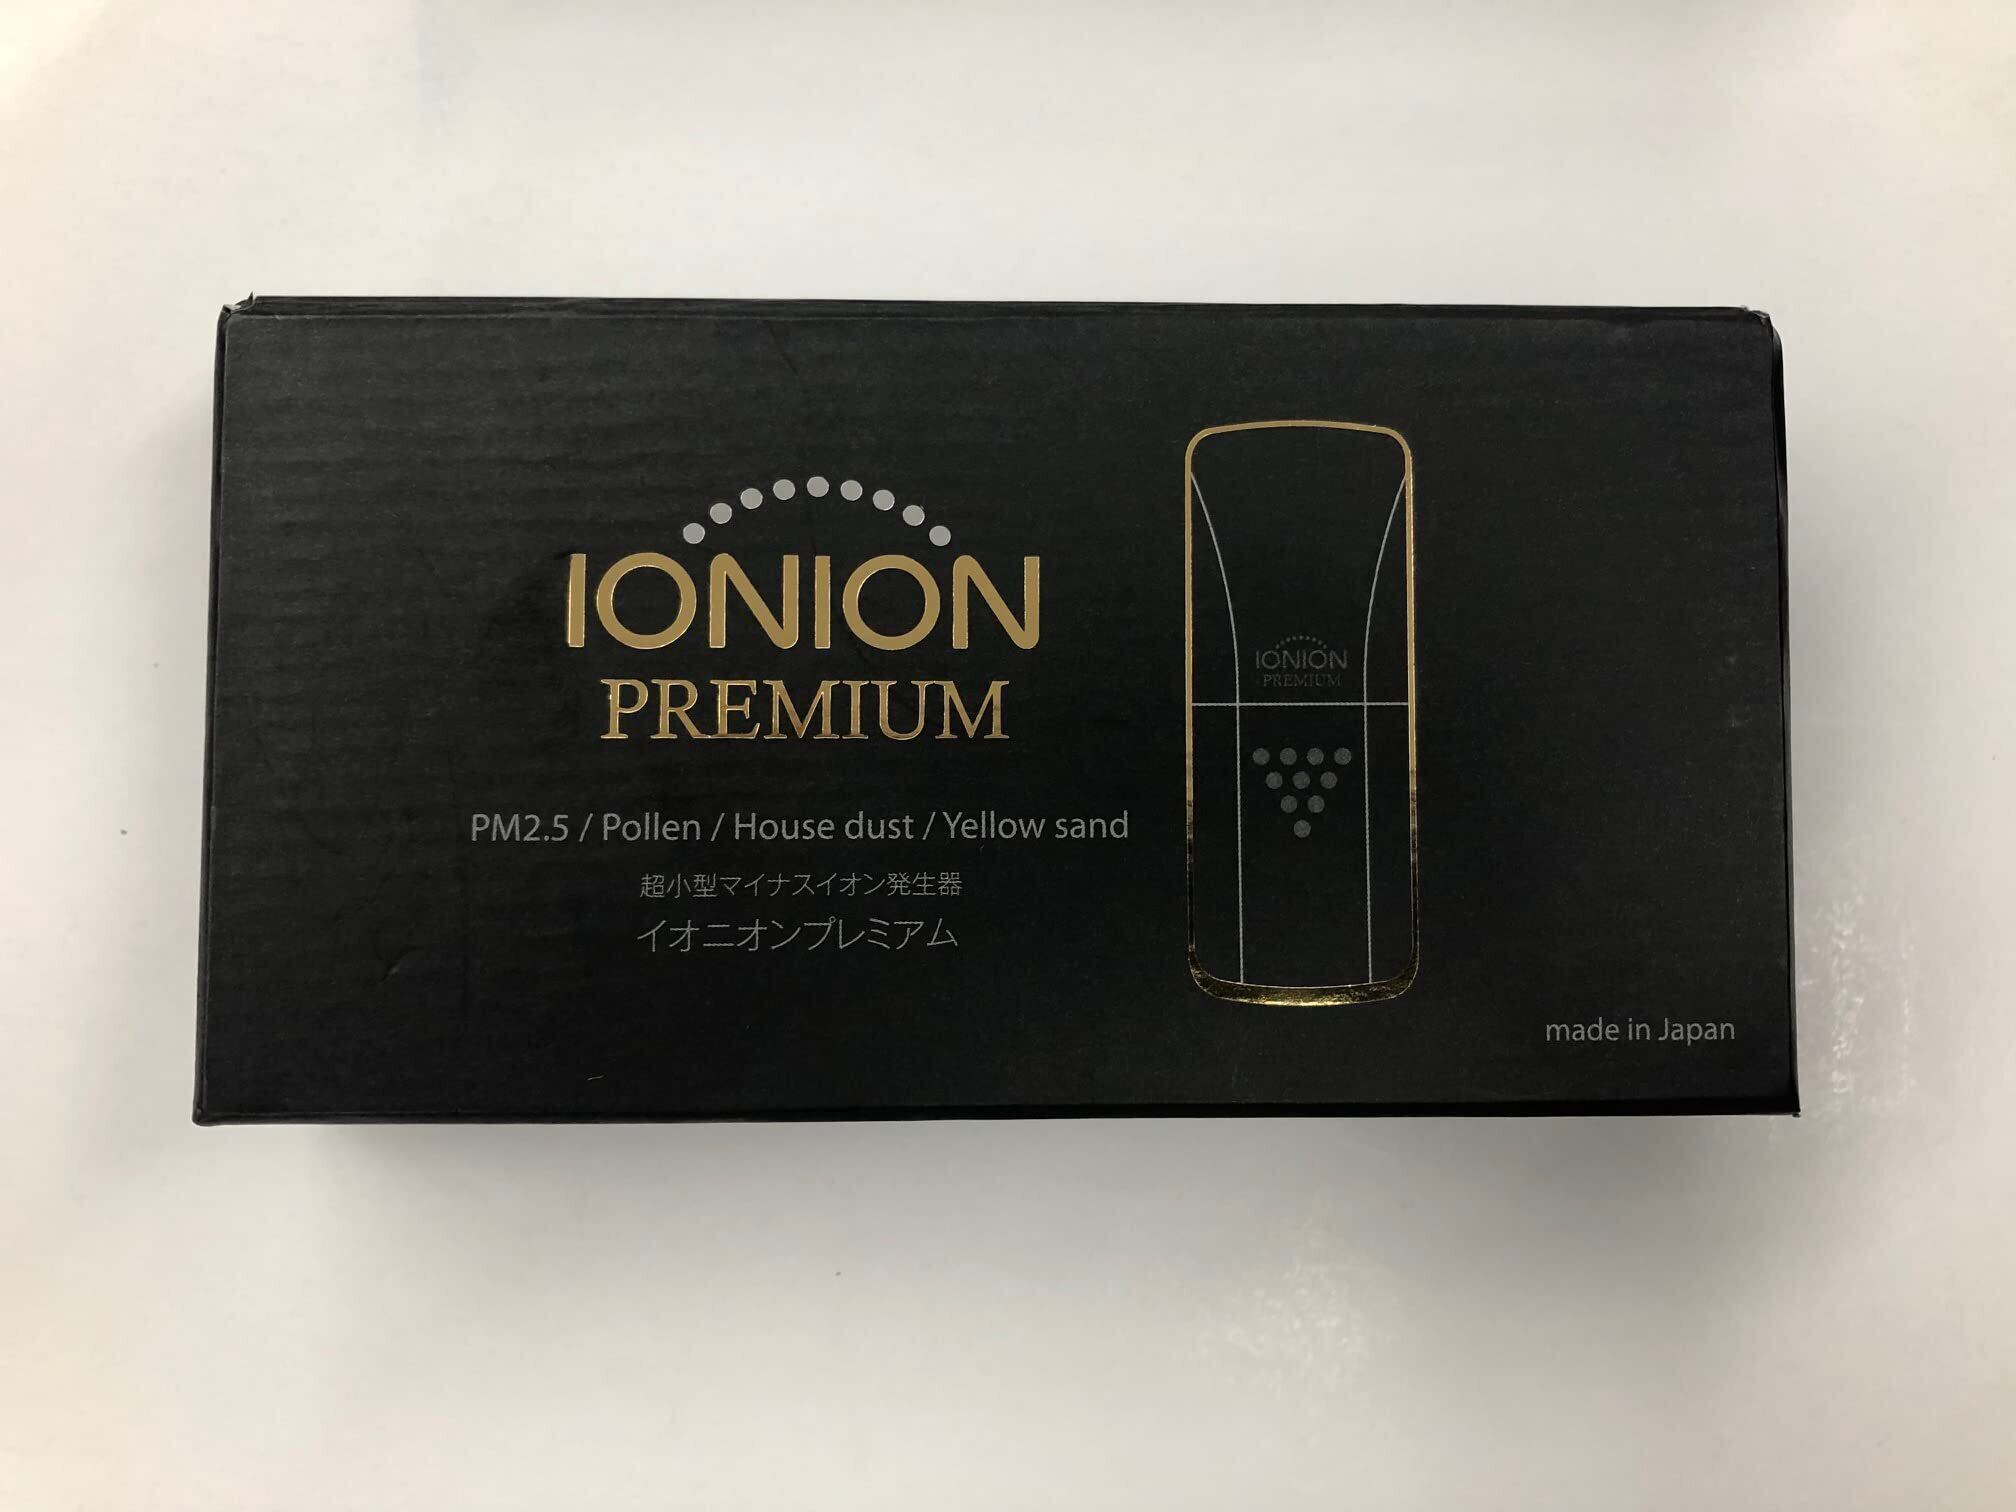 IONION
PREMIUM
PM2.5 / Pollen / House dust / Yellow sand
超小型マイナスイオン発生器
イオニオンプレミアム
IONION
PREMIUM
made in Japan